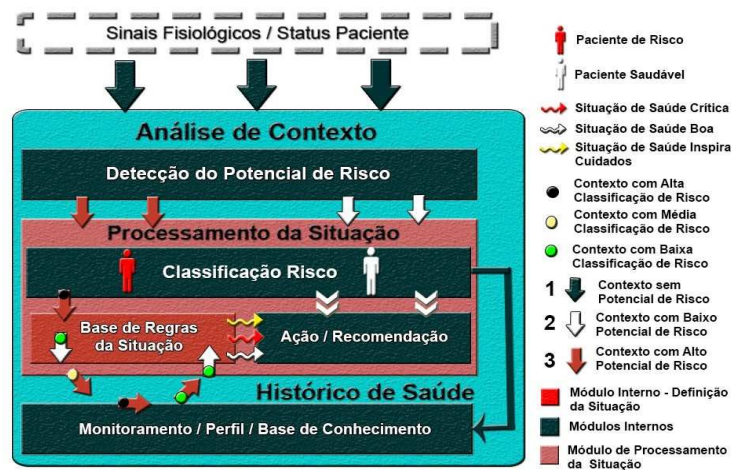 Sinais Fisiológicos / Status Paciente
Análise de Contexto
Detecção do Potencial de Risco
Processamento da Situação
Classificação Risco
Base de Regras
da Situação
Ação / Recomendação
Histórico de Saúde
Monitoramento / Perfil / Base de Conhecimento
Paciente de Risco
Paciente Saudável
Situação de Saúde Crítica
Situação de Saúde Boa
Situação de Saúde Inspira
Cuidados
Contexto com Alta
Classificação de Risco
Contexto com Média
Classificação de Risco
Contexto com Baixa
Classificação de Risco
1 Contexto sem
Potencial de Risco
2 Contexto com Baixo
Potencial de Risco
3 Contexto com Alto
Potencial de Risco
Módulo Interno - Definição
da Situação
Módulos Internos
Módulo de Processamento
da Situação